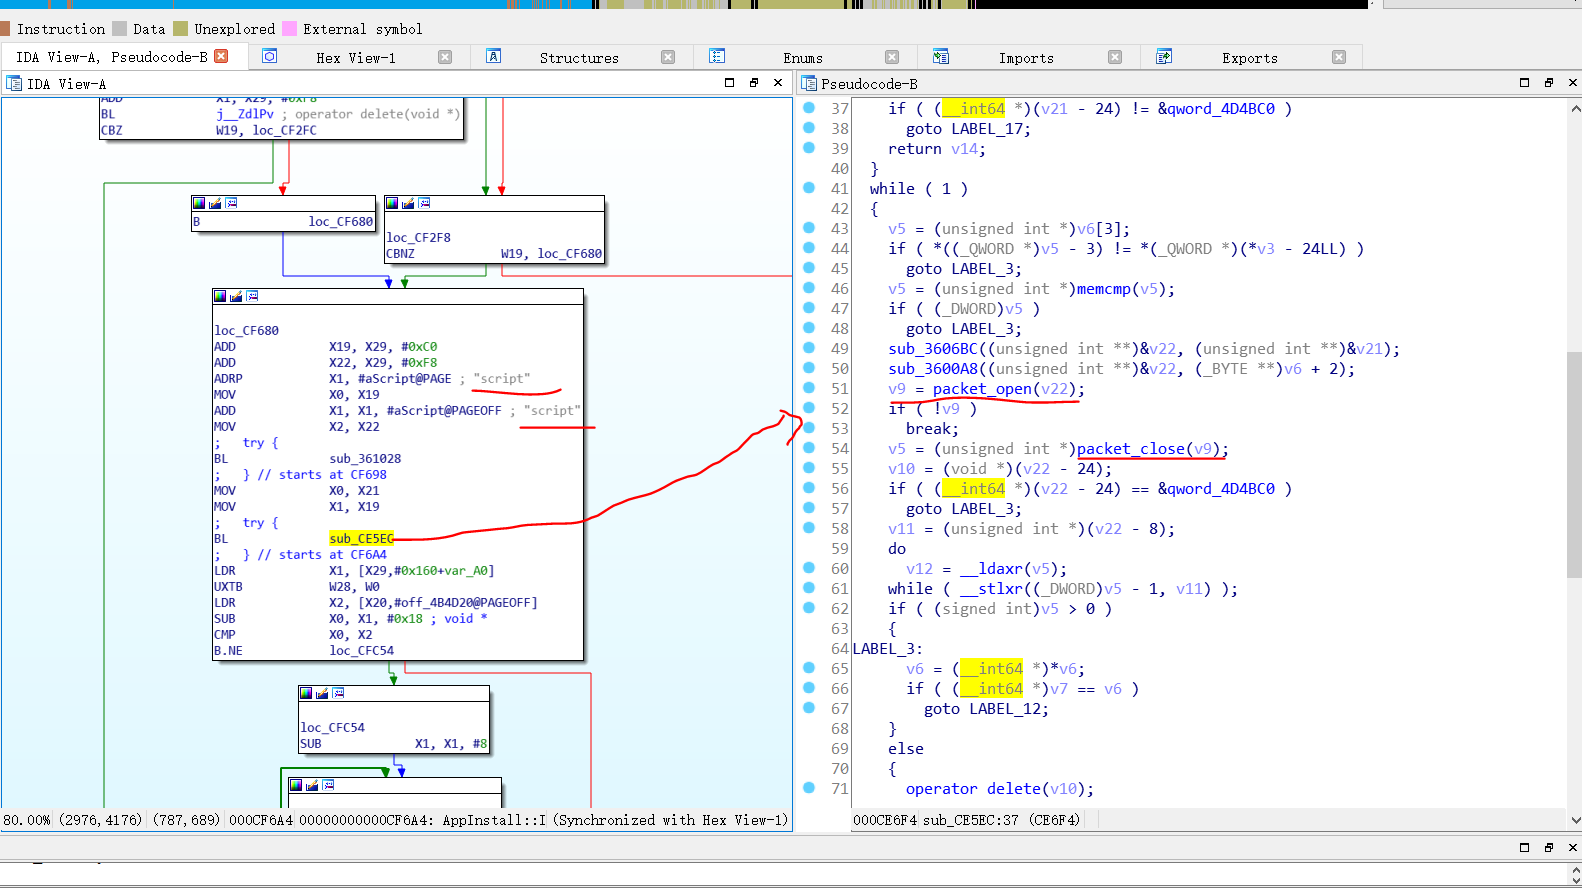 Instruction Data Unexplored External symbol
IDA View-A, Pseudocode-B Hex View-1 Structures Enums Imports Exports
IDA View-A
ADD X1, X29, #0xF8
BL j__ZdlPv ; operator delete(void *)
CBZ W19, loc_CF2FC
B loc_CF680
loc_CF2F8
CBNZ W19, loc_CF680
loc_CF680
ADD X19, X29, #0xC0
ADD X22, X29, #0xF8
ADRP X1, #aScript@PAGE ; "script"
MOV X0, X19
ADD X1, X1, #aScript@PAGEOFF ; "script"
MOV X2, X22
; try {
BL sub_361028
; } // starts at CF698
MOV X0, X21
MOV X1, X19
; try {
BL sub_CE5EC
; } // starts at CF6A4
LDR X1, [X29,#0x160+var_A0]
UXTB W28, W0
LDR X2, [X20,#off_4B4D20@PAGEOFF]
SUB X0, X1, #0x18 ; void *
CMP X0, X2
B.NE loc_CFC54
loc_CFC54
SUB X1, X1, #8
80.00% (2976,4176) (787,689) 000CF6A4 00000000000CF6A4: AppInstall::I (Synchronized with Hex View-1)
Pseudocode-B
37 if ( (__int64 *)(v21 - 24) != &qword_4D4BC0 )
38 goto LABEL_17;
39 return v14;
40 }
41 while ( 1 )
42 {
43 v5 = (unsigned int *)v6[3];
44 if ( *((_QWORD *)v5 - 3) != *(_QWORD *)(*v3 - 24LL) )
45 goto LABEL_3;
46 v5 = (unsigned int *)memcmp(v5);
47 if ( (_DWORD)v5 )
48 goto LABEL_3;
49 sub_3606BC((unsigned int **)&v22, (unsigned int **)&v21);
50 sub_3600A8((unsigned int **)&v22, (_BYTE **)v6 + 2);
51 v9 = packet_open(v22);
52 if ( !v9 )
53 break;
54 v5 = (unsigned int *)packet_close(v9);
55 v10 = (void *)(v22 - 24);
56 if ( (__int64 *)(v22 - 24) == &qword_4D4BC0 )
57 goto LABEL_3;
58 v11 = (unsigned int *)(v22 - 8);
59 do
60 v12 = __ldaxr(v5);
61 while ( __stlxr((_DWORD)v5 - 1, v11) );
62 if ( (signed int)v5 > 0 )
63 {
64 LABEL_3:
65 v6 = (__int64 *)*v6;
66 if ( (__int64 *)v7 == v6 )
67 goto LABEL_12;
68 }
69 else
70 {
71 operator delete(v10);
000CE6F4 sub_CE5EC:37 (CE6F4)